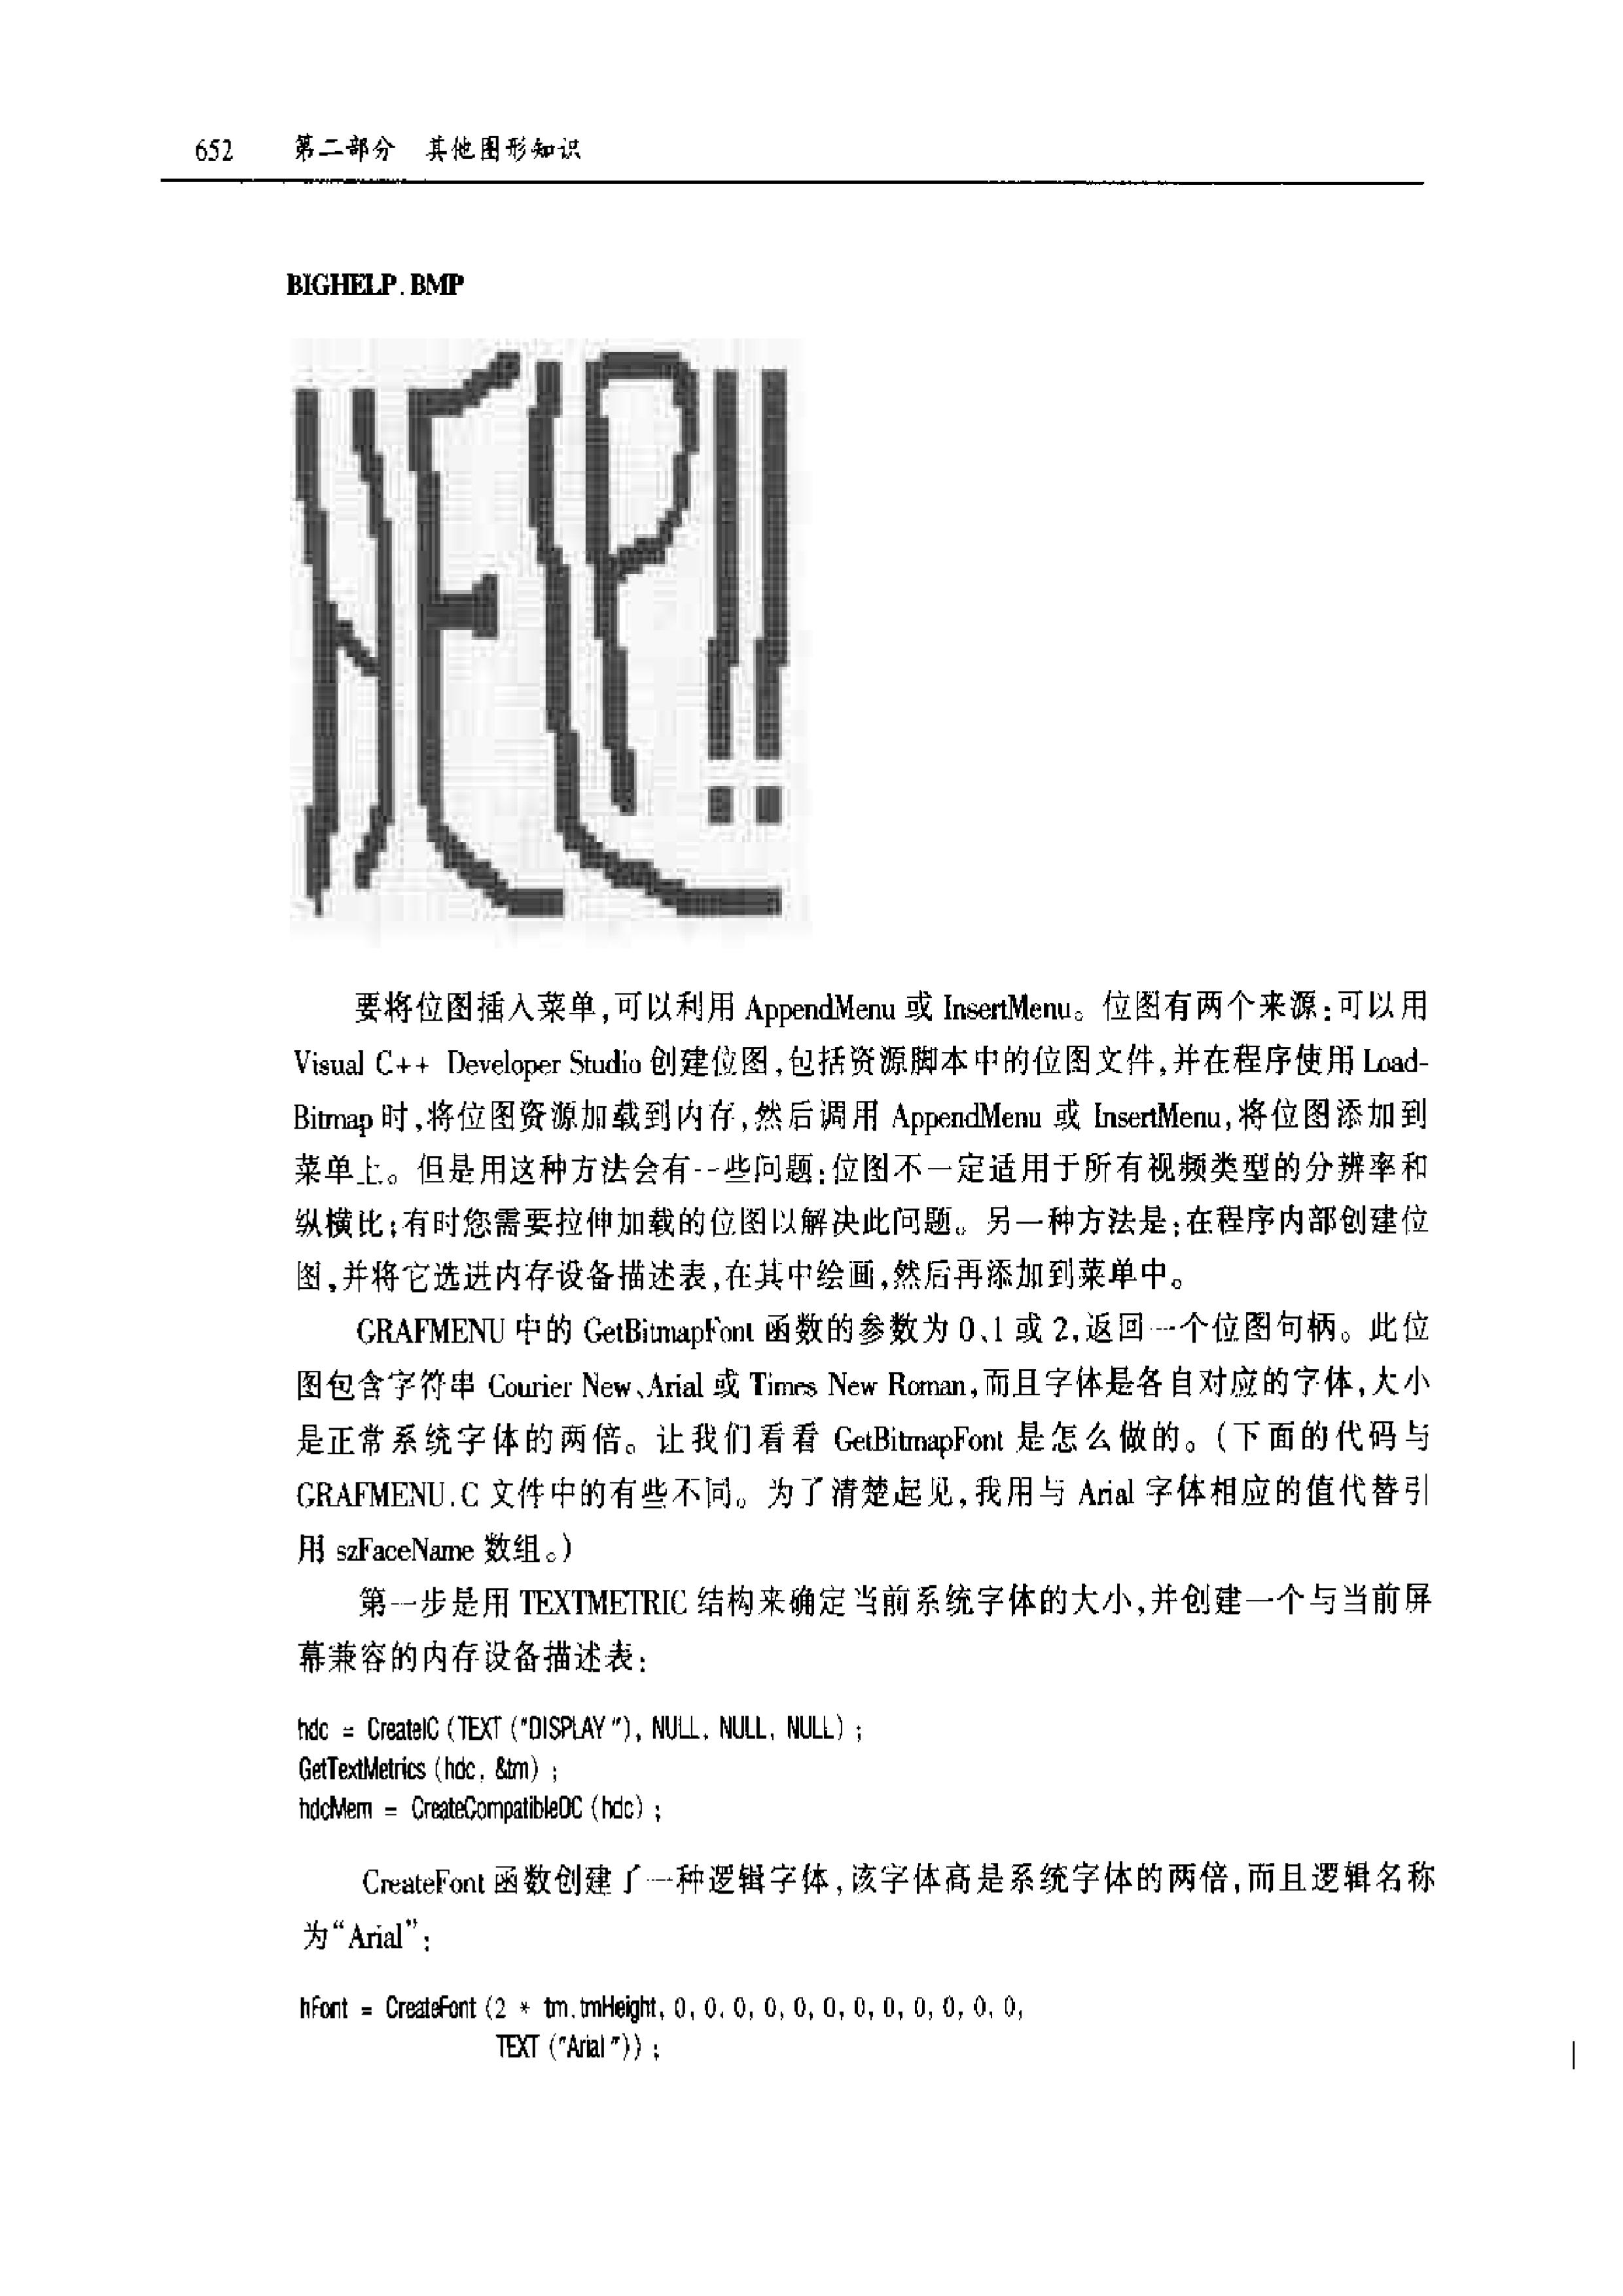 652 第二部分 其他图形知识
BIGHELP.BMP
HELP!!
要将位图插入菜单,可以利用 AppendMenu 或 InsertMenu。位图有两个来源:可以用
Visual C++ Developer Studio 创建位图,包括资源脚本中的位图文件,并在程序使用 Load-
Bitmap 时,将位图资源加载到内存,然后调用 AppendMenu 或 InsertMenu,将位图添加到
菜单上。但是用这种方法会有一些问题:位图不一定适用于所有视频类型的分辨率和
纵横比;有时您需要拉伸加载的位图以解决此问题。另一种方法是:在程序内部创建位
图,并将它选进内存设备描述表,在其中绘画,然后再添加到菜单中。
GRAFMENU 中的 GetBitmapFont 函数的参数为 0、1 或 2,返回一个位图句柄。此位
图包含字符串 Courier New、Arial 或 Times New Roman,而且字体是各自对应的字体,大小
是正常系统字体的两倍。让我们看看 GetBitmapFont 是怎么做的。(下面的代码与
GRAFMENU.C 文件中的有些不同。为了清楚起见,我用与 Arial 字体相应的值代替引
用 szFaceName 数组。)
第一步是用 TEXTMETRIC 结构来确定当前系统字体的大小,并创建一个与当前屏
幕兼容的内存设备描述表:
hdc = CreateIC (TEXT ("DISPLAY"), NULL, NULL, NULL) ;
GetTextMetrics (hdc, &tm) ;
hdcMem = CreateCompatibleDC (hdc) ;
CreateFont 函数创建了一种逻辑字体,该字体高是系统字体的两倍,而且逻辑名称
为“Arial”:
hFont = CreateFont (2 * tm.tmHeight, 0, 0, 0, 0, 0, 0, 0, 0, 0, 0, 0, 0,
TEXT ("Arial")) ;